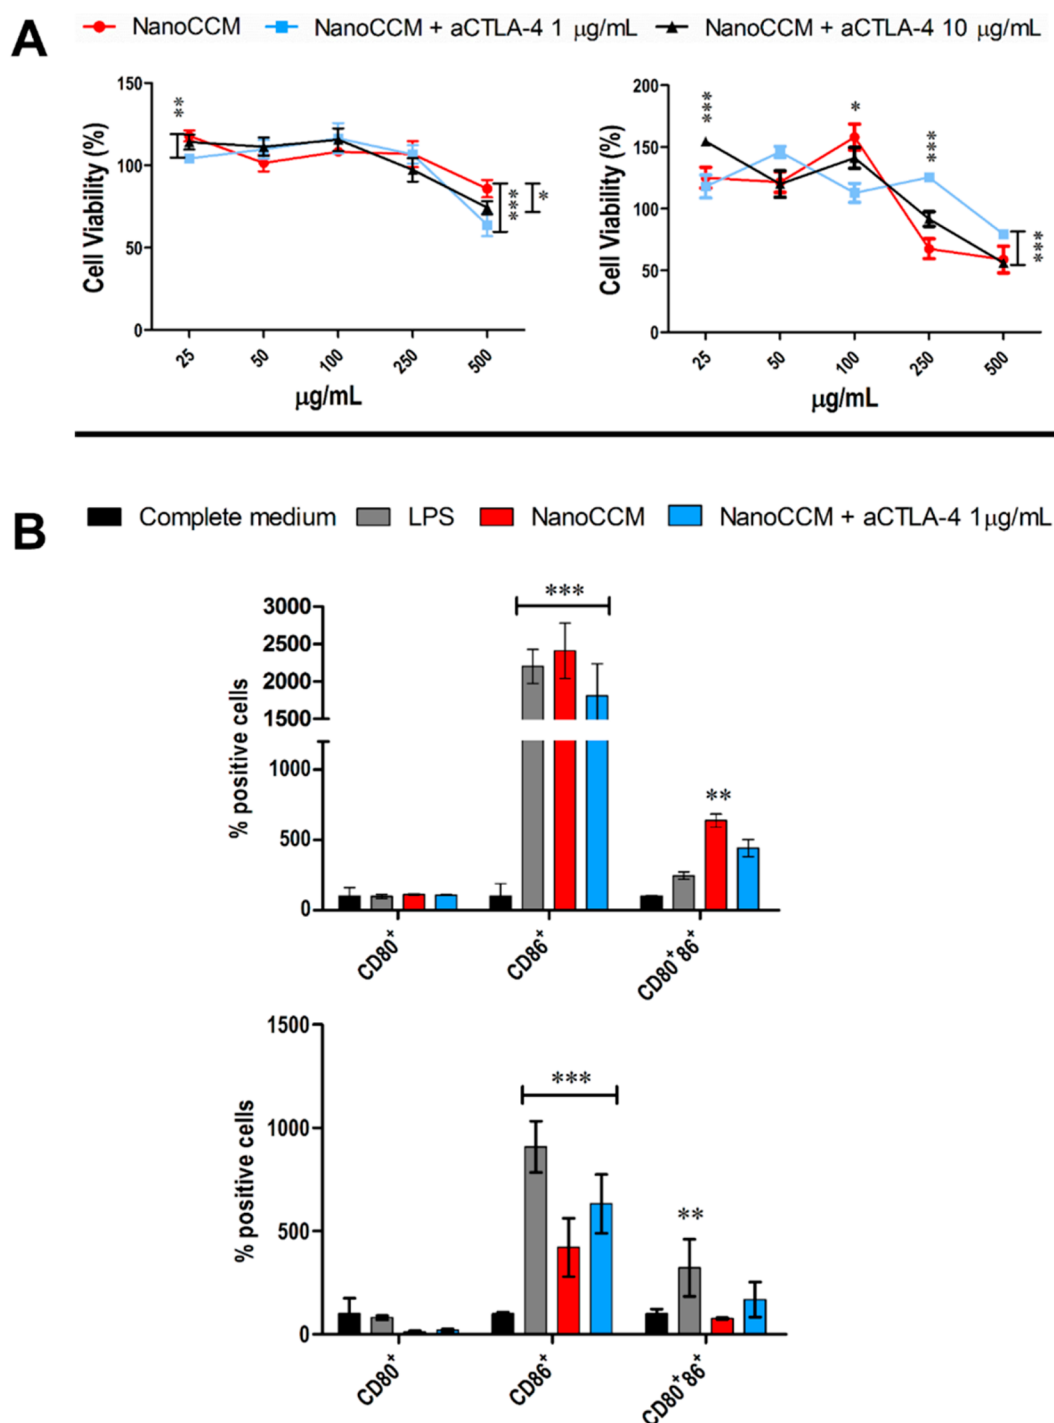 A
NanoCCM NanoCCM + aCTLA-4 1 μg/mL NanoCCM + aCTLA-4 10 μg/mL
Cell Viability (%)
150
100
50
0
**
***
*
25 50 100 250 500
μg/mL
Cell Viability (%)
200
150
100
50
0
***
*
***
***
25 50 100 250 500
μg/mL
B
Complete medium LPS NanoCCM NanoCCM + aCTLA-4 1μg/mL
% positive cells
3000
2500
2000
1500
1000
500
0
***
**
CD80+ CD86+ CD80+86+
% positive cells
1500
1000
500
0
***
**
CD80+ CD86+ CD80+86+